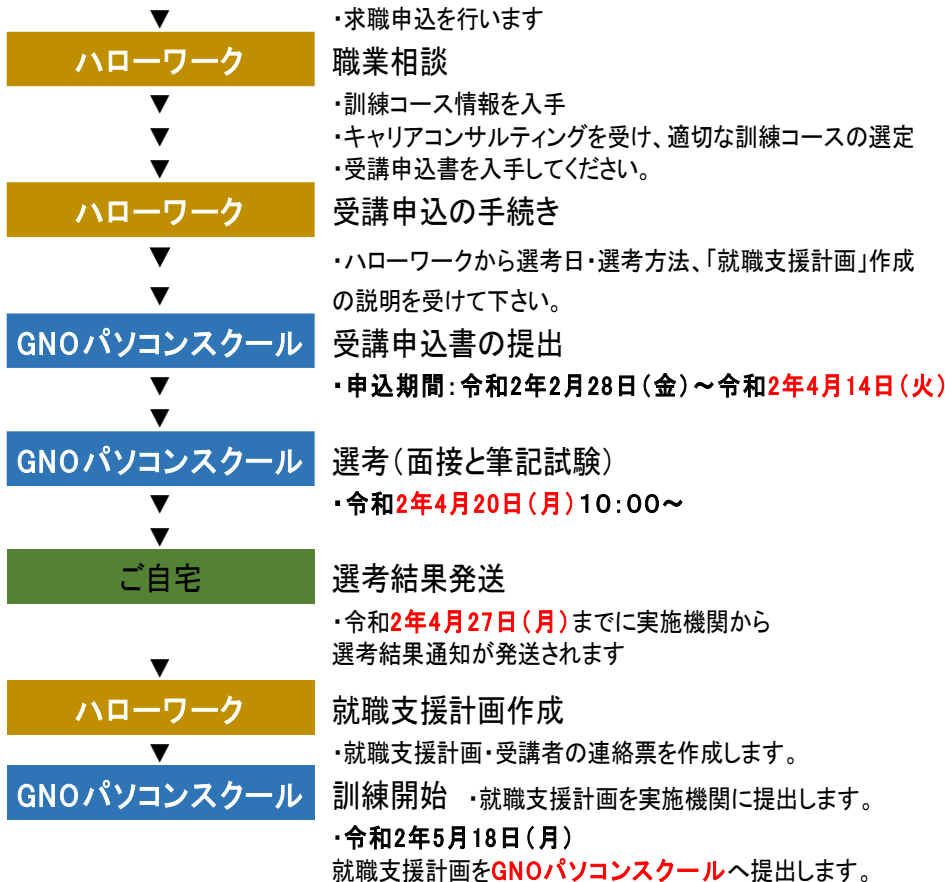 ▼ ・求職申込を行います
ハローワーク 職業相談
▼ ・訓練コース情報を入手
▼ ・キャリアコンサルティングを受け、適切な訓練コースの選定
▼ ・受講申込書を入手してください。
ハローワーク 受講申込の手続き
▼ ・ハローワークから選考日・選考方法、「就職支援計画」作成
▼ の説明を受けて下さい。
GNOパソコンスクール 受講申込書の提出
▼ ・申込期間：令和2年2月28日（金）～令和2年4月14日（火）
▼
GNOパソコンスクール 選考（面接と筆記試験）
▼ ・令和2年4月20日（月）10：00～
▼
ご自宅 選考結果発送
・令和2年4月27日（月）までに実施機関から
選考結果通知が発送されます
▼
ハローワーク 就職支援計画作成
▼ ・就職支援計画・受講者の連絡票を作成します。
GNOパソコンスクール 訓練開始 ・就職支援計画を実施機関に提出します。
・令和2年5月18日（月）
就職支援計画をGNOパソコンスクールへ提出します。